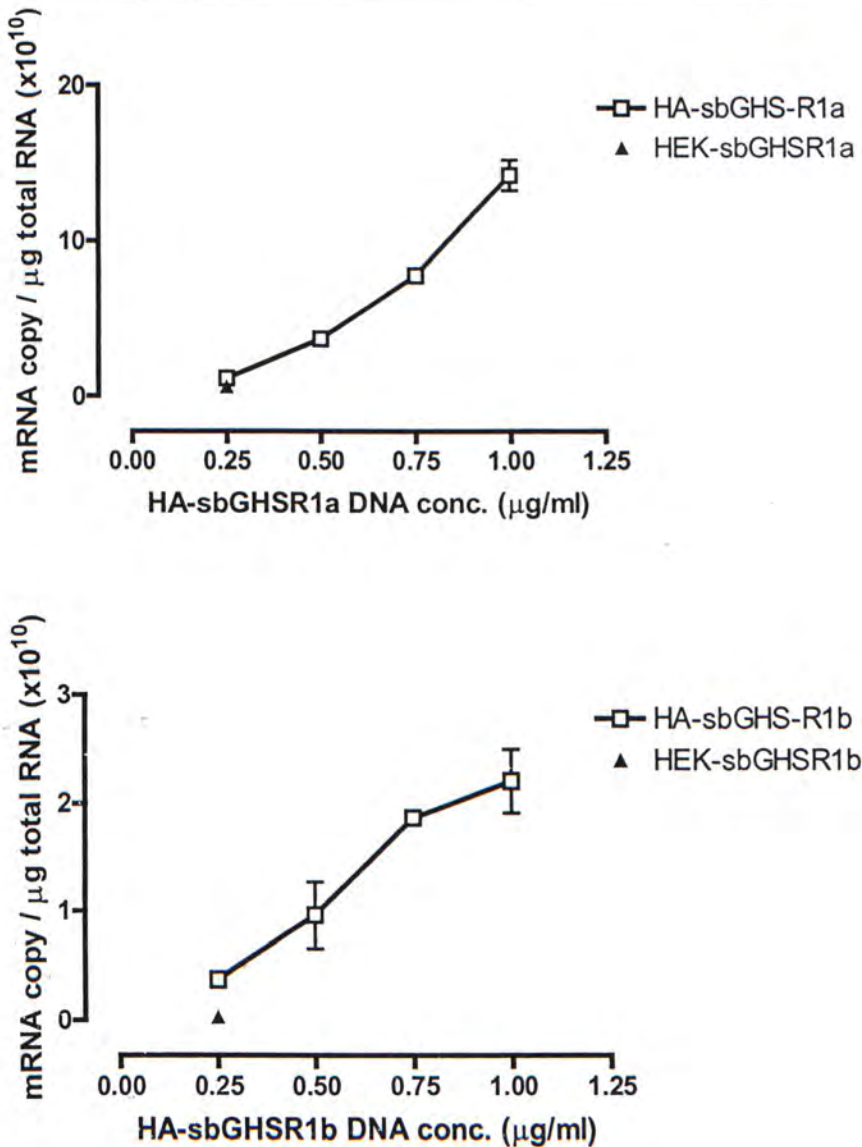 mRNA copy / μg total RNA (x10¹⁰)
20
10
0
HA-sbGHS-R1a
HEK-sbGHSR1a
0.00 0.25 0.50 0.75 1.00 1.25
HA-sbGHSR1a DNA conc. (μg/ml)
mRNA copy / μg total RNA (x10¹⁰)
3
2
1
0
HA-sbGHS-R1b
HEK-sbGHSR1b
0.00 0.25 0.50 0.75 1.00 1.25
HA-sbGHSR1b DNA conc. (μg/ml)